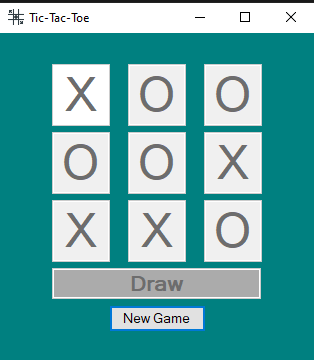 Tic-Tac-Toe
X O O
O O X
X X O
Draw
New Game